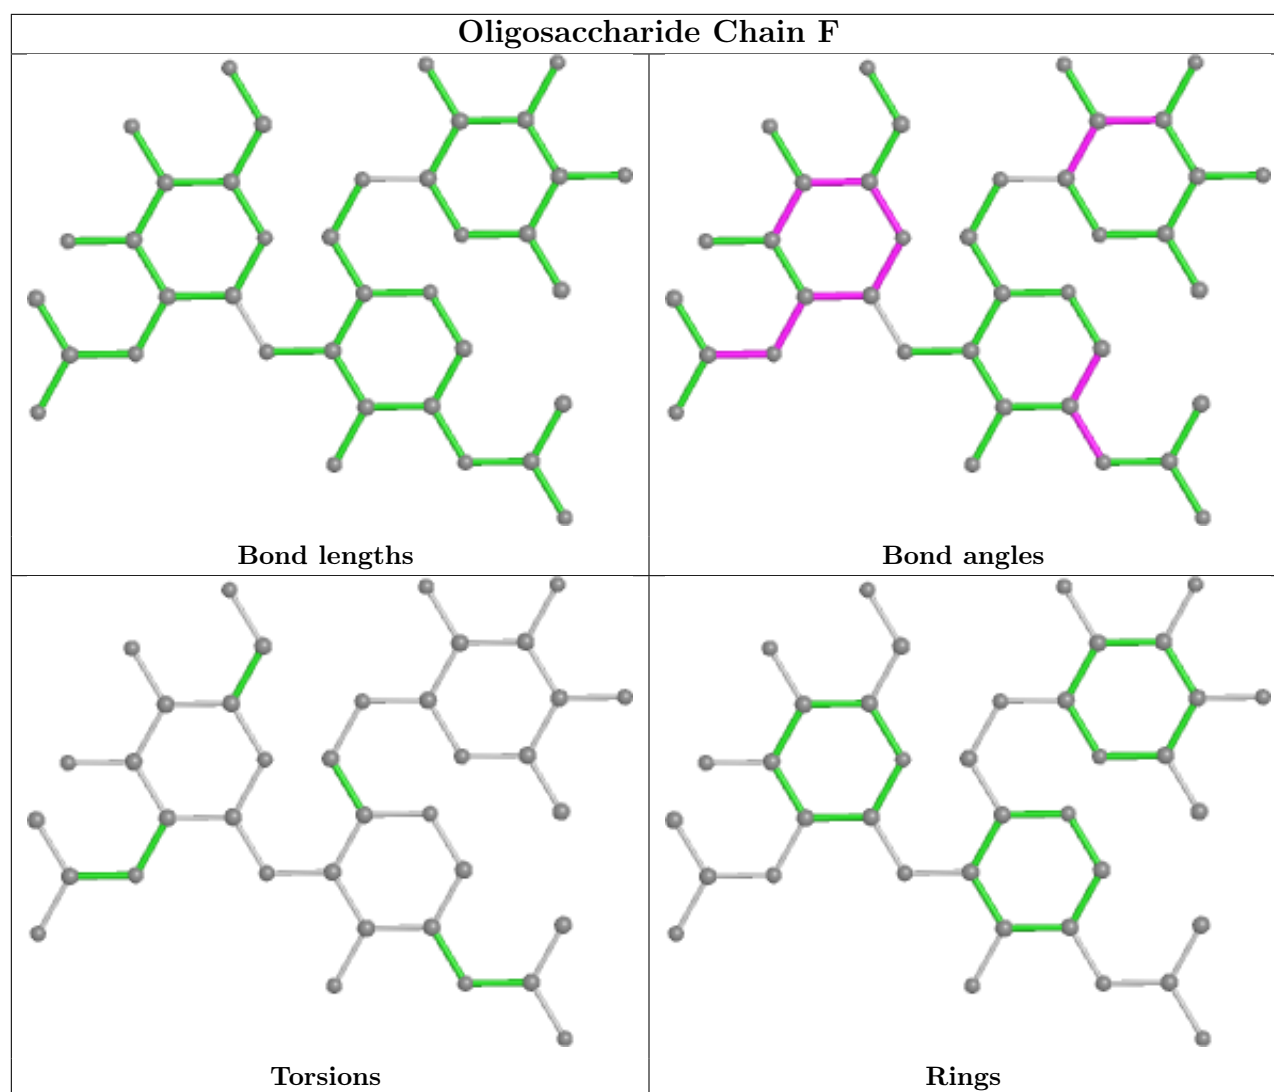 Oligosaccharide Chain F
Bond lengths
Bond angles
Torsions
Rings